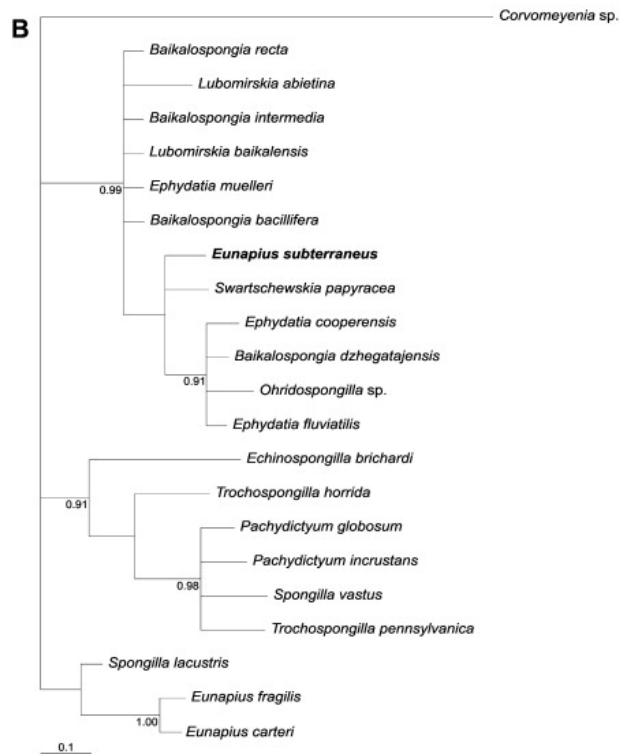 B
Corvomeyenia sp.
Baikalospongia recta
Lubomirskia abietina
Baikalospongia intermedia
Lubomirskia baikalensis
0.99
Ephydatia muelleri
Baikalospongia bacillifera
Eunapius subterraneus
Swartschewskia papyracea
Ephydatia cooperensis
Baikalospongia dzhegatajensis
0.91
Ohridospongilla sp.
Ephydatia fluviatilis
Echinospongilla brichardi
0.91
Trochospongilla horrida
Pachydictyum globosum
Pachydictyum incrustans
0.98
Spongilla vastus
Trochospongilla pennsylvanica
Spongilla lacustris
Eunapius fragilis
1.00
Eunapius carteri
0.1